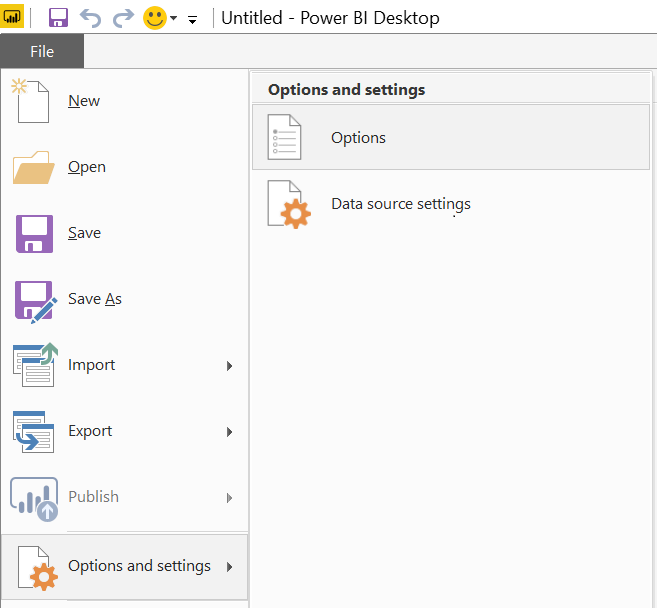 Untitled - Power BI Desktop
File
New
Open
Save
Save As
Import
Export
Publish
Options and settings
Options and settings
Options
Data source settings